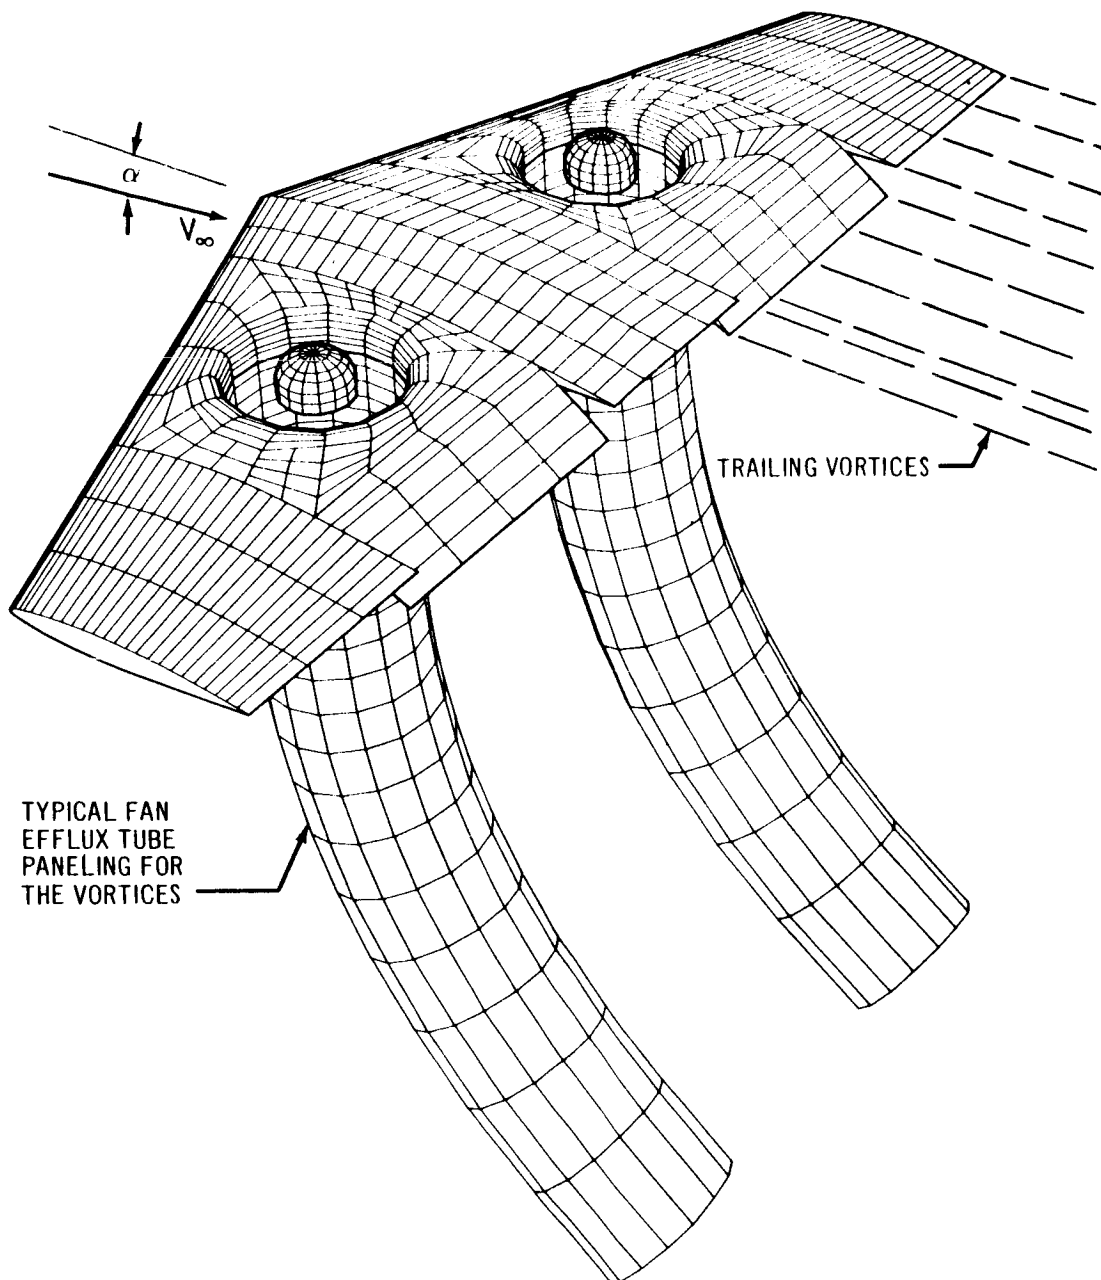 α
V∞
TRAILING VORTICES
TYPICAL FAN
EFFLUX TUBE
PANELING FOR
THE VORTICES